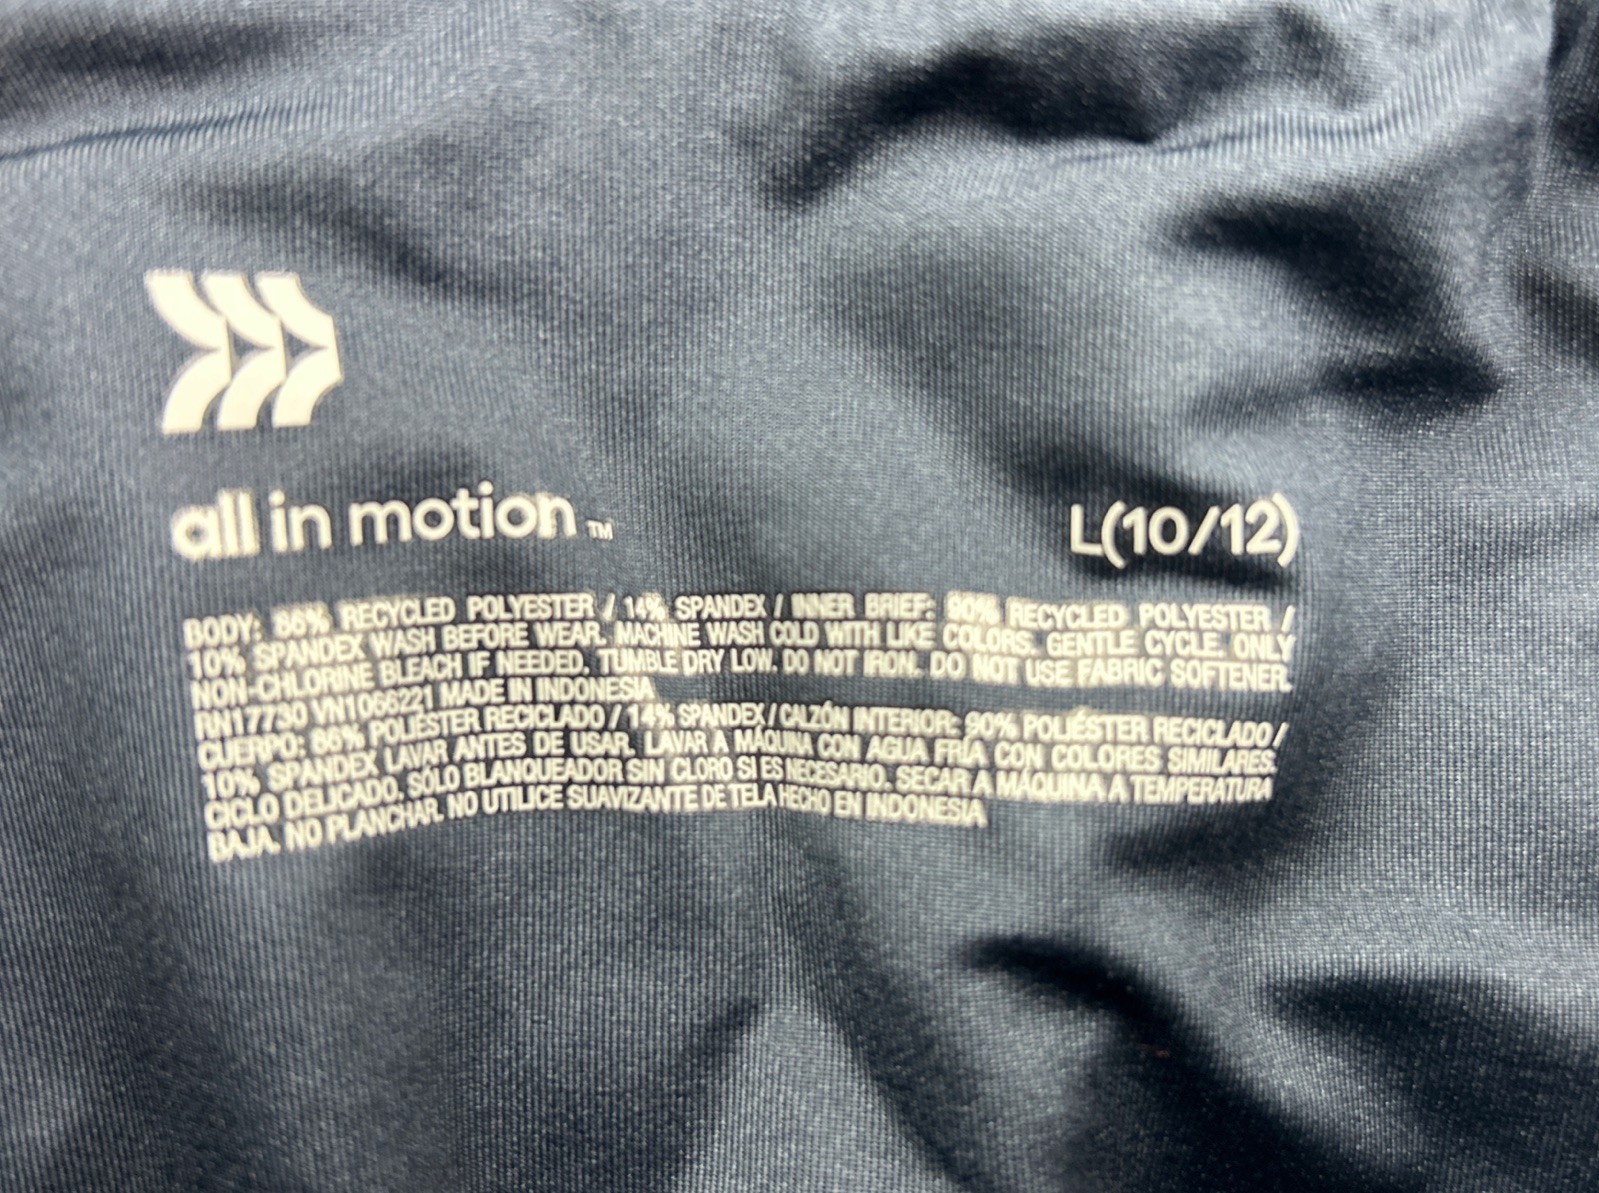 all in motion™
L(10/12)
BODY: 86% RECYCLED POLYESTER / 14% SPANDEX / INNER BRIEF: 90% RECYCLED POLYESTER /
10% SPANDEX WASH BEFORE WEAR. MACHINE WASH COLD WITH LIKE COLORS. GENTLE CYCLE. ONLY
NON-CHLORINE BLEACH IF NEEDED. TUMBLE DRY LOW. DO NOT IRON. DO NOT USE FABRIC SOFTENER.
RN17730 VN1066221 MADE IN INDONESIA
CUERPO: 86% POLIÉSTER RECICLADO / 14% SPANDEX / CALZÓN INTERIOR: 90% POLIÉSTER RECICLADO /
10% SPANDEX LAVAR ANTES DE USAR. LAVAR A MÁQUINA CON AGUA FRÍA CON COLORES SIMILARES.
CICLO DELICADO. SÓLO BLANQUEADOR SIN CLORO SI ES NECESARIO. SECAR A MÁQUINA A TEMPERATURA
BAJA. NO PLANCHAR. NO UTILICE SUAVIZANTE DE TELA HECHO EN INDONESIA